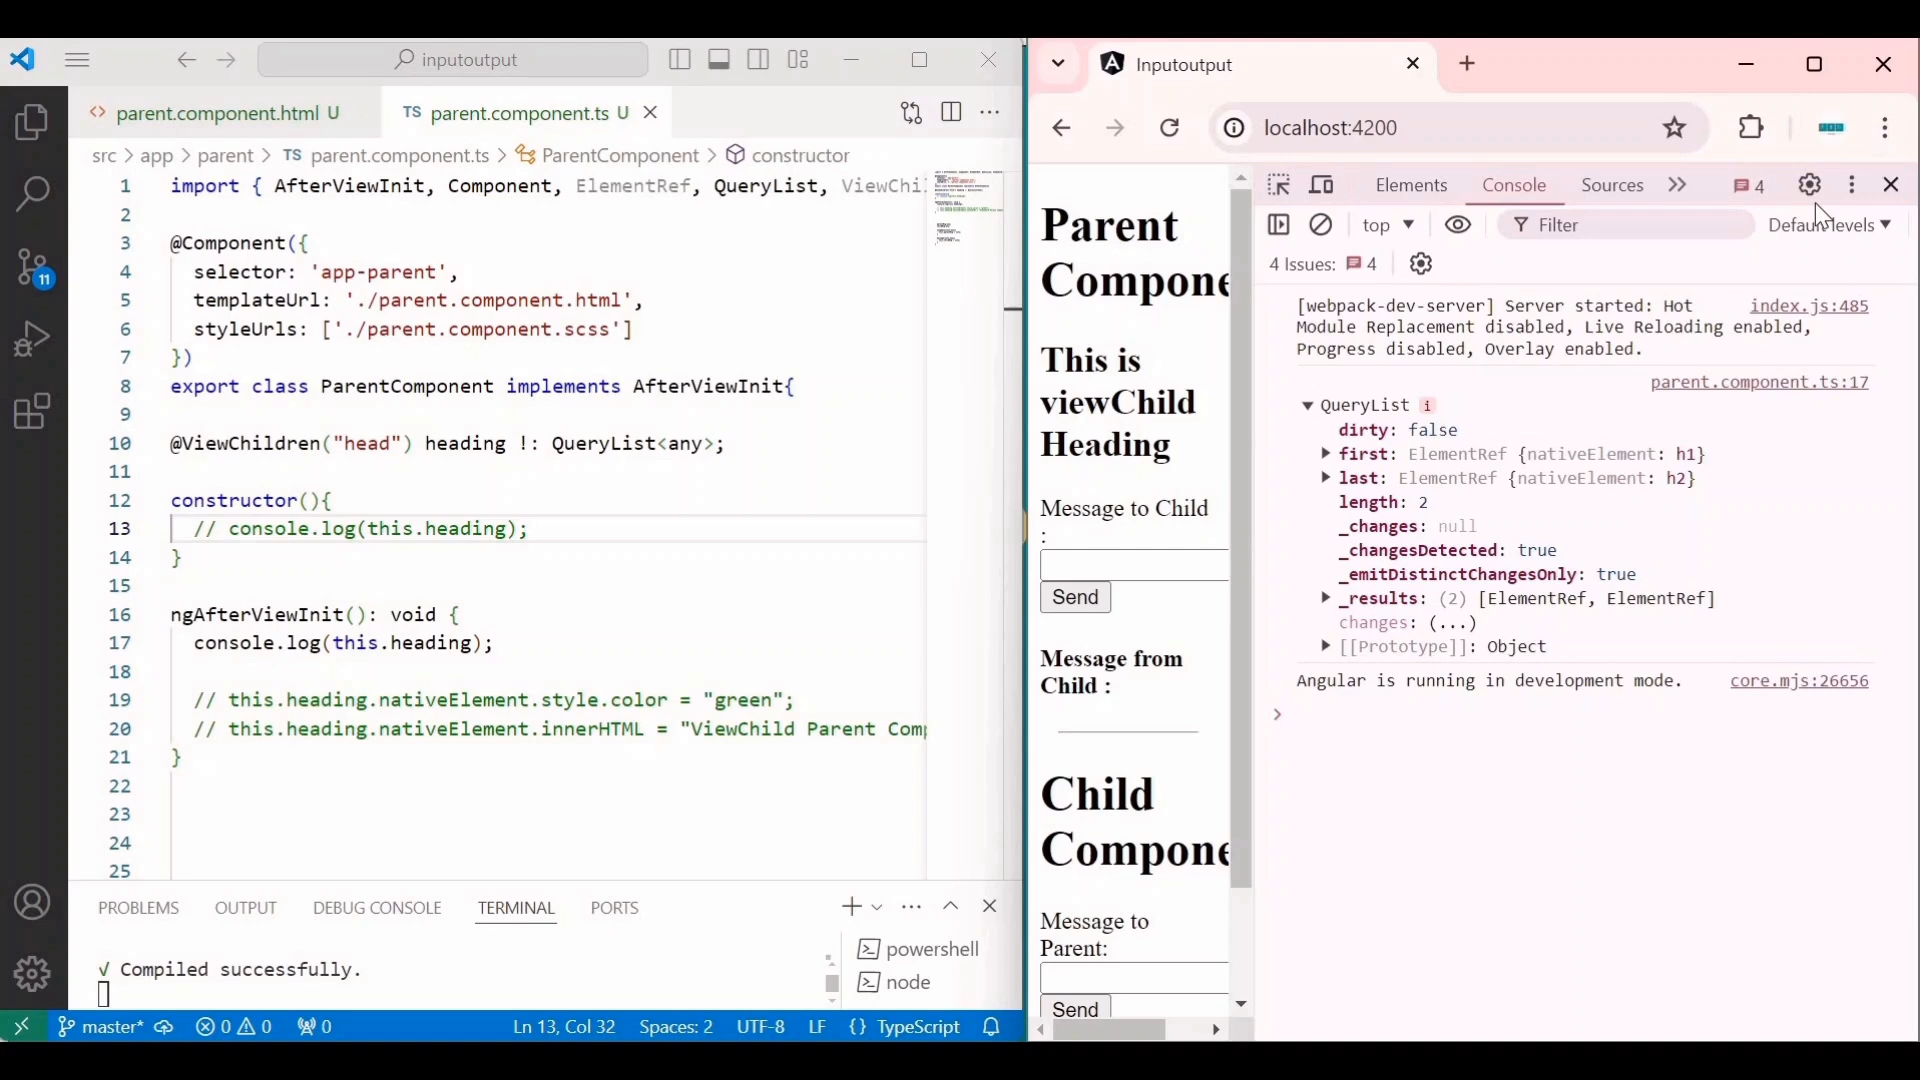 inputoutput
parent.component.html U
TS parent.component.ts U
src > app > parent > TS parent.component.ts > ParentComponent > constructor
1 import { AfterViewInit, Component, ElementRef, QueryList, ViewChi
2
3 @Component({
4 selector: 'app-parent',
5 templateUrl: './parent.component.html',
6 styleUrls: ['./parent.component.scss']
7 })
8 export class ParentComponent implements AfterViewInit{
9
10 @ViewChildren("head") heading !: QueryList<any>;
11
12 constructor(){
13 // console.log(this.heading);
14 }
15
16 ngAfterViewInit(): void {
17 console.log(this.heading);
18
19 // this.heading.nativeElement.style.color = "green";
20 // this.heading.nativeElement.innerHTML = "ViewChild Parent Com
21 }
22
23
24
25
PROBLEMS OUTPUT DEBUG CONSOLE TERMINAL PORTS
√ Compiled successfully.
powershell
node
11
master* 0 0 0 Ln 13, Col 32 Spaces: 2 UTF-8 LF {} TypeScript
Inputoutput
localhost:4200
Parent
Compone
This is
viewChild
Heading
Message to Child
:
Send
Message from
Child :
Child
Compone
Message to
Parent:
Send
Elements Console Sources 4
top Filter Default levels
4 Issues: 4
[webpack-dev-server] Server started: Hot index.js:485
Module Replacement disabled, Live Reloading enabled,
Progress disabled, Overlay enabled.
parent.component.ts:17
QueryList i
dirty: false
first: ElementRef {nativeElement: h1}
last: ElementRef {nativeElement: h2}
length: 2
_changes: null
_changesDetected: true
_emitDistinctChangesOnly: true
_results: (2) [ElementRef, ElementRef]
changes: (...)
[[Prototype]]: Object
Angular is running in development mode. core.mjs:26656